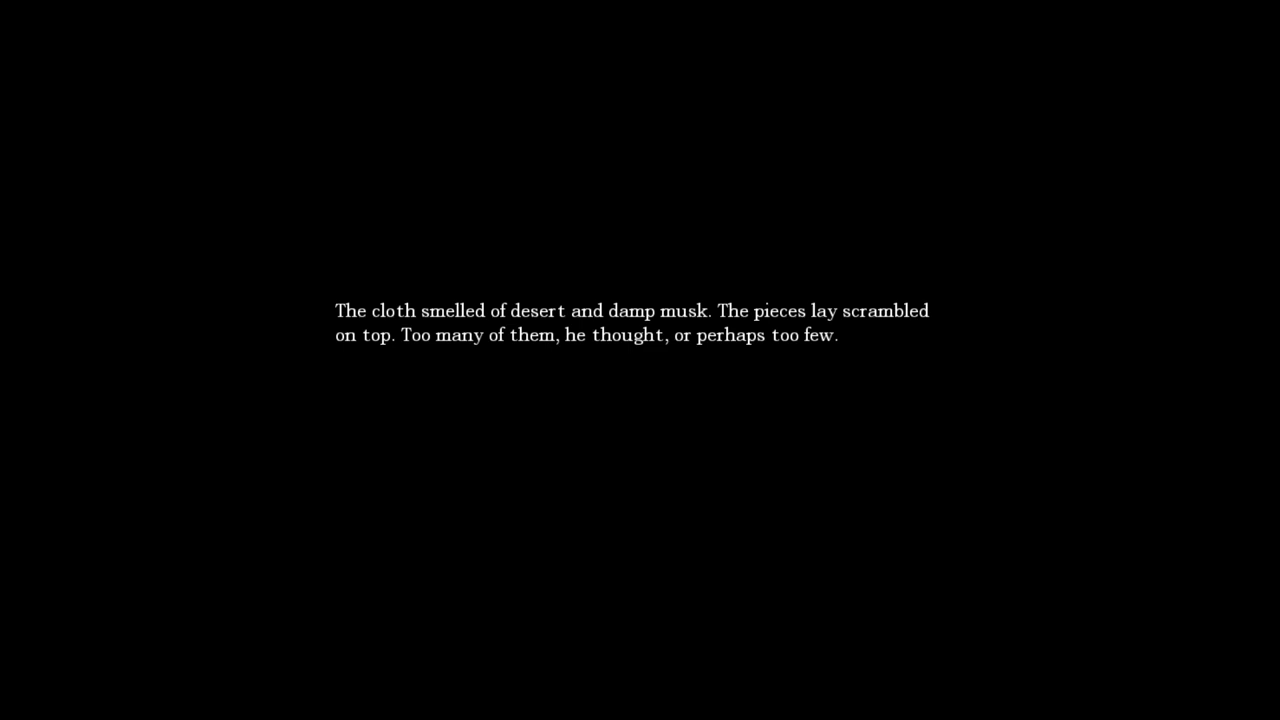 The cloth smelled of desert and damp musk. The pieces lay scrambled
on top. Too many of them, he thought, or perhaps too few.